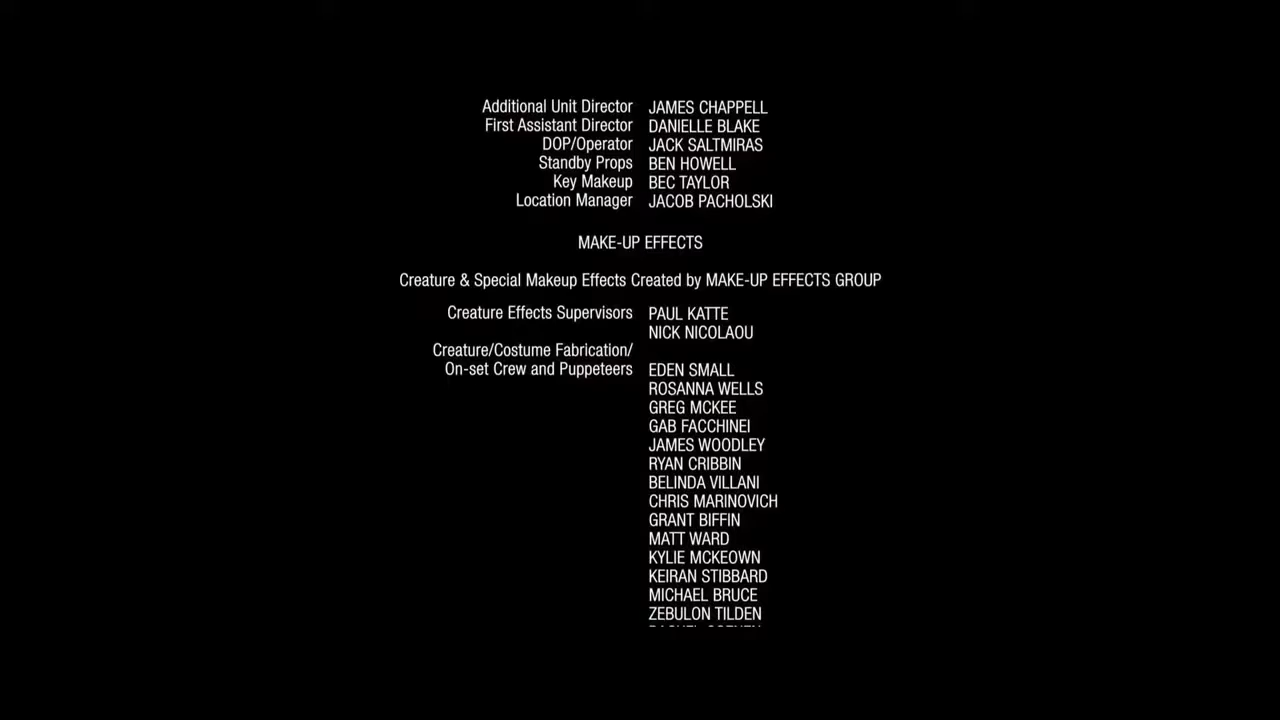 Additional Unit Director JAMES CHAPPELL
First Assistant Director DANIELLE BLAKE
DOP/Operator JACK SALTMIRAS
Standby Props BEN HOWELL
Key Makeup BEC TAYLOR
Location Manager JACOB PACHOLSKI
MAKE-UP EFFECTS
Creature & Special Makeup Effects Created by MAKE-UP EFFECTS GROUP
Creature Effects Supervisors PAUL KATTE
NICK NICOLAOU
Creature/Costume Fabrication/
On-set Crew and Puppeteers EDEN SMALL
ROSANNA WELLS
GREG MCKEE
GAB FACCHINEI
JAMES WOODLEY
RYAN CRIBBIN
BELINDA VILLANI
CHRIS MARINOVICH
GRANT BIFFIN
MATT WARD
KYLIE MCKEOWN
KEIRAN STIBBARD
MICHAEL BRUCE
ZEBULON TILDEN